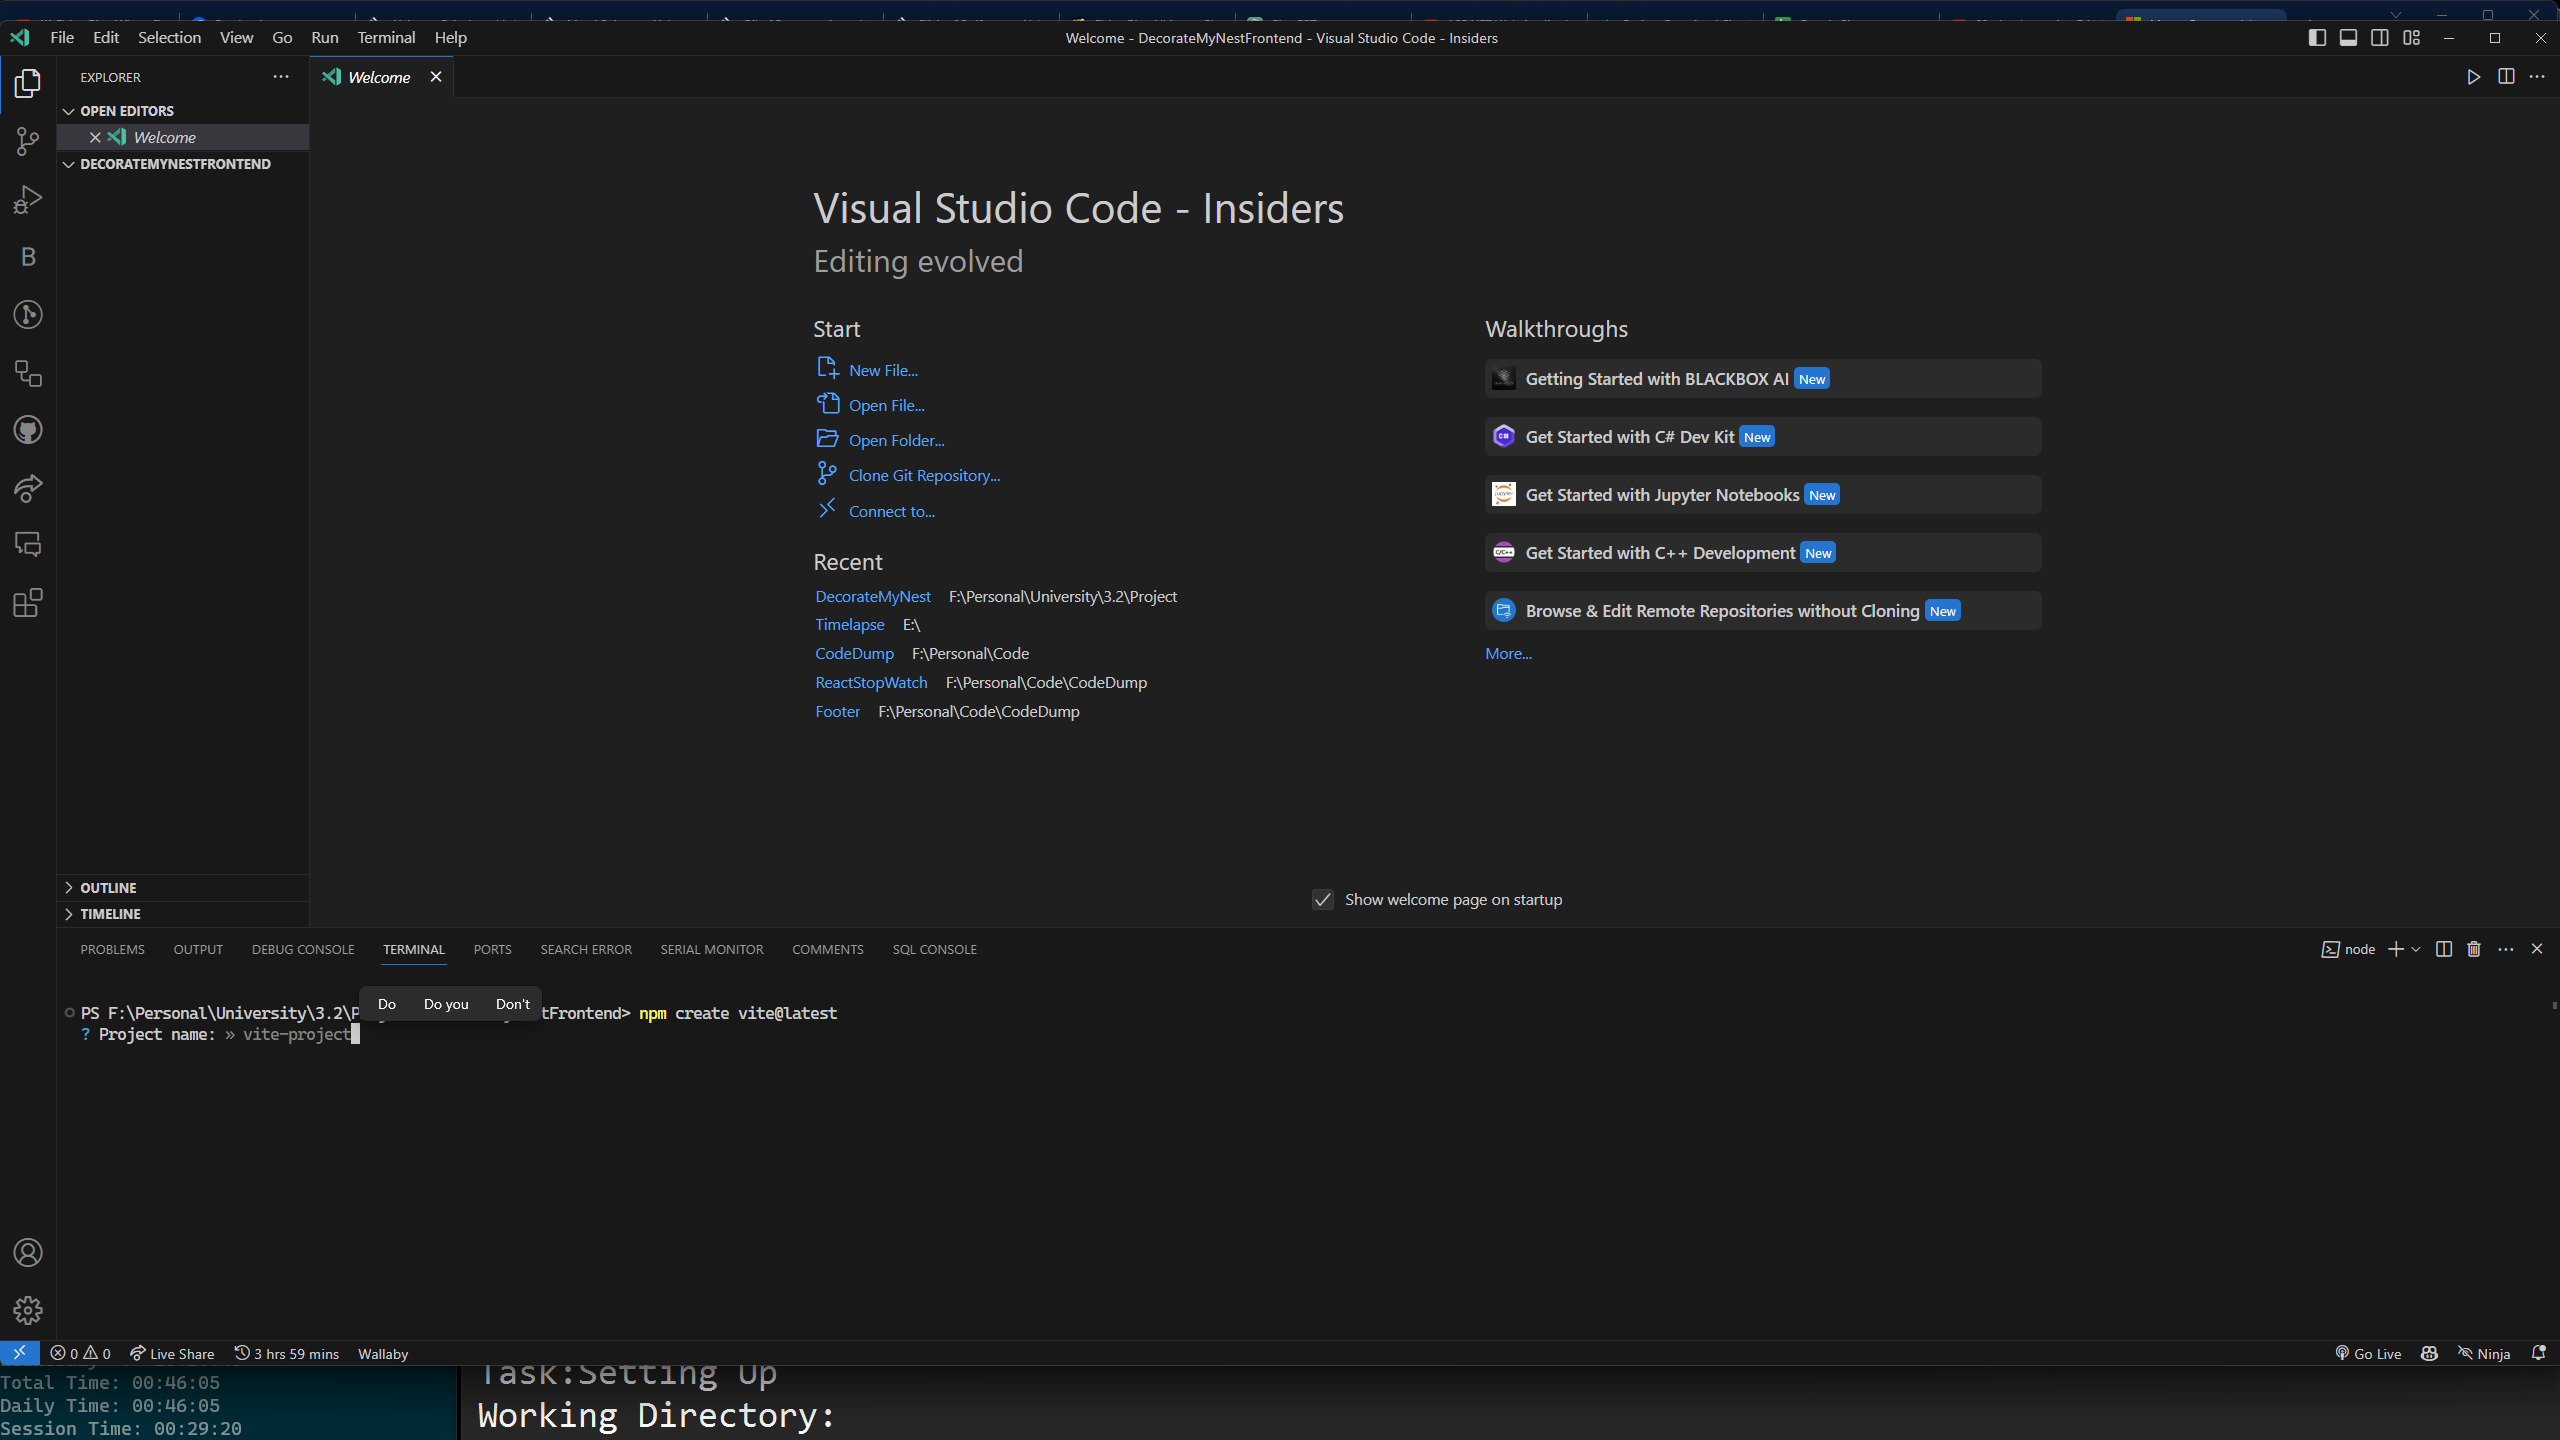 File Edit Selection View Go Run Terminal Help
Welcome - DecorateMyNestFrontend - Visual Studio Code - Insiders
EXPLORER
OPEN EDITORS
Welcome
DECORATEMYNESTFRONTEND
OUTLINE
TIMELINE
Welcome
Visual Studio Code - Insiders
Editing evolved
Start
New File...
Open File...
Open Folder...
Clone Git Repository...
Connect to...
Recent
DecorateMyNest F:\Personal\University\3.2\Project
Timelapse E:\
CodeDump F:\Personal\Code
ReactStopWatch F:\Personal\Code\CodeDump
Footer F:\Personal\Code\CodeDump
Walkthroughs
Getting Started with BLACKBOX AI New
Get Started with C# Dev Kit New
Get Started with Jupyter Notebooks New
Get Started with C++ Development New
Browse & Edit Remote Repositories without Cloning New
More...
Show welcome page on startup
PROBLEMS OUTPUT DEBUG CONSOLE TERMINAL PORTS SEARCH ERROR SERIAL MONITOR COMMENTS SQL CONSOLE
node
Do Do you Don't
PS F:\Personal\University\3.2\P tFrontend> npm create vite@latest
? Project name: » vite-project
0 0 Live Share 3 hrs 59 mins Wallaby
Go Live Ninja
Total Time: 00:46:05
Daily Time: 00:46:05
Session Time: 00:29:20
Task:Setting Up
Working Directory: